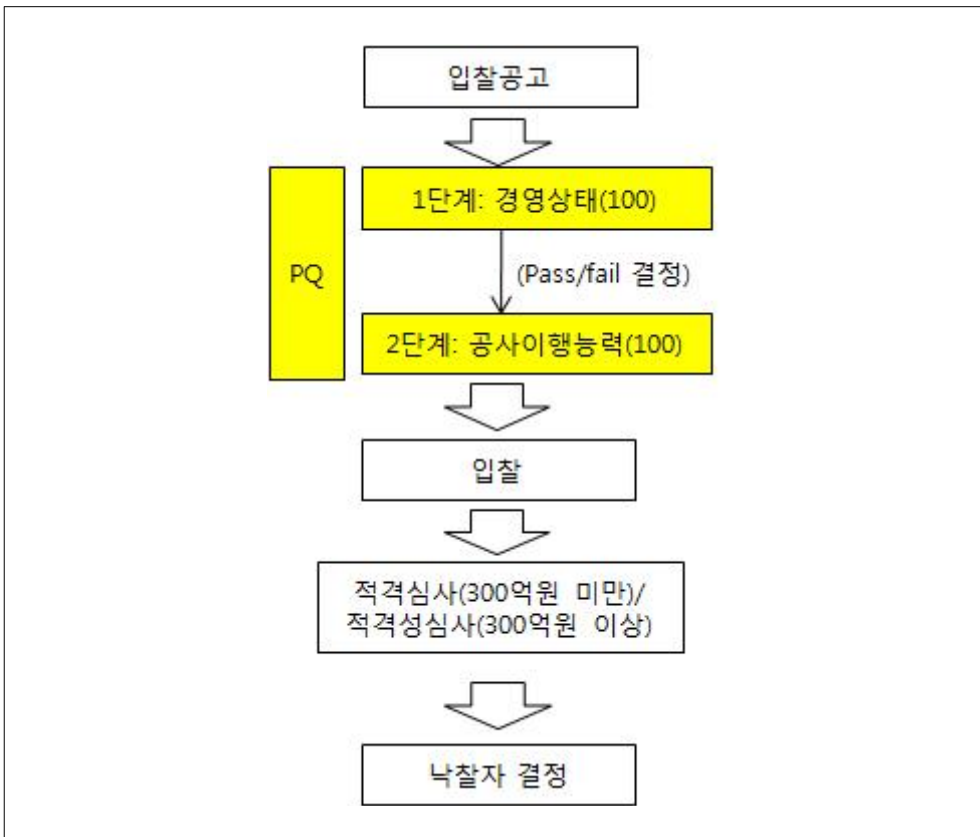 입찰공고
1단계: 경영상태(100)
PQ
(Pass/fail 결정)
2단계: 공사이행능력(100)
입찰
적격심사(300억원 미만)/
적격성심사(300억원 이상)
낙찰자 결정